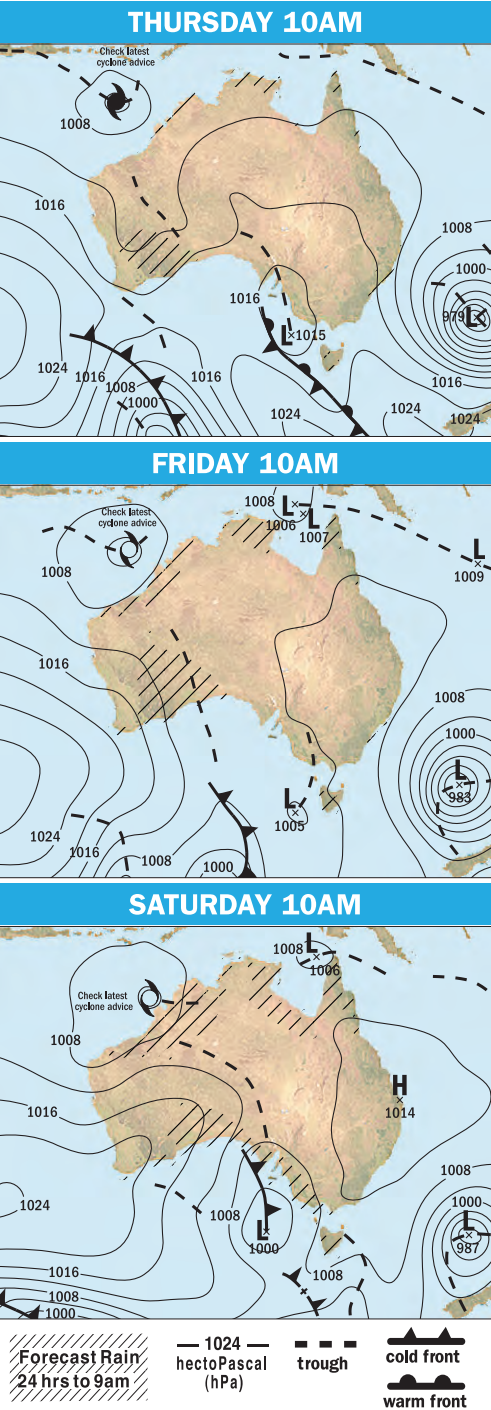 THURSDAY 10AM
Check latest
cyclone advice
1008
1016
1008
1000
979
L
1016
L
1015
1024
1016
1008
1000
1016
1016
1024
1024
1024
FRIDAY 10AM
Check latest
cyclone advice
1008
L
1006
L
1007
L
1009
1008
1016
1008
1000
L
983
L
1005
1024
1016
1008
1000
SATURDAY 10AM
1008
L
1006
Check latest
cyclone advice
1008
H
1014
1016
1008
1024
1008
1000
L
987
L
1000
1016
1008
1008
1000
Forecast Rain
24 hrs to 9am
1024
hectoPascal
(hPa)
trough
cold front
warm front